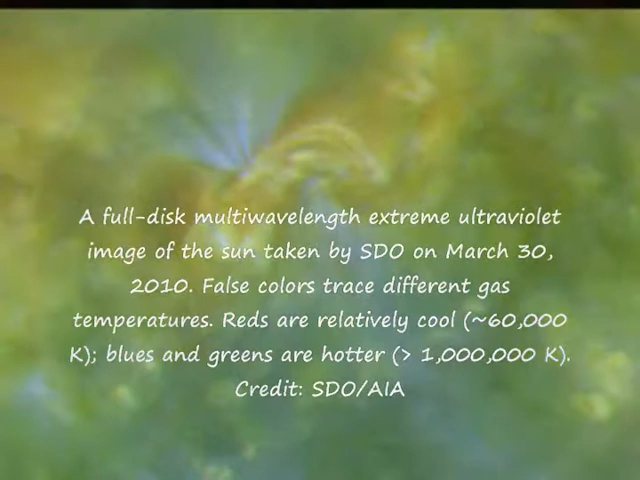 A full-disk multiwavelength extreme ultraviolet
image of the sun taken by SDO on March 30,
2010. False colors trace different gas
temperatures. Reds are relatively cool (~60,000
K); blues and greens are hotter (> 1,000,000 K).
Credit: SDO/AIA